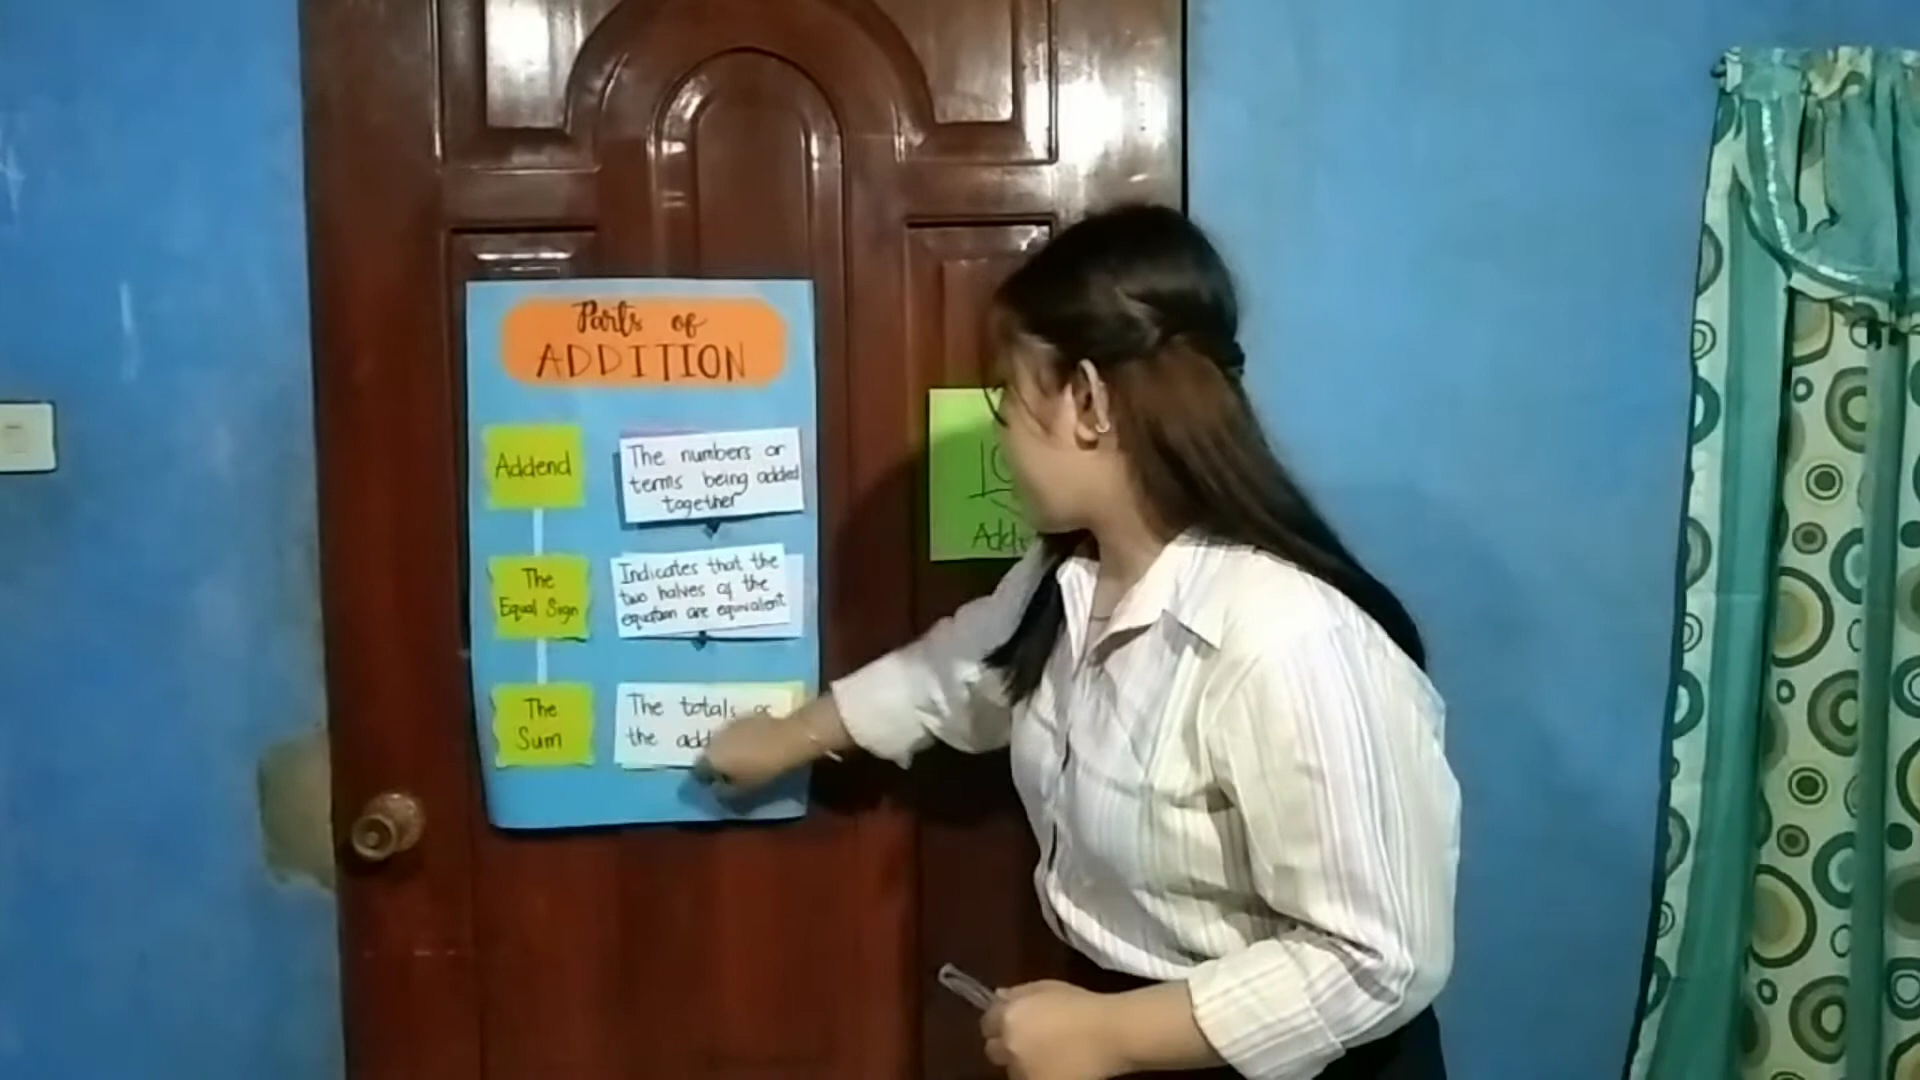 Parts of
ADDITION
Addend
The numbers or
terms being added
together
The
Equal Sign
Indicates that the
two halves of the
equation are equivalent
The
Sum
The totals
the